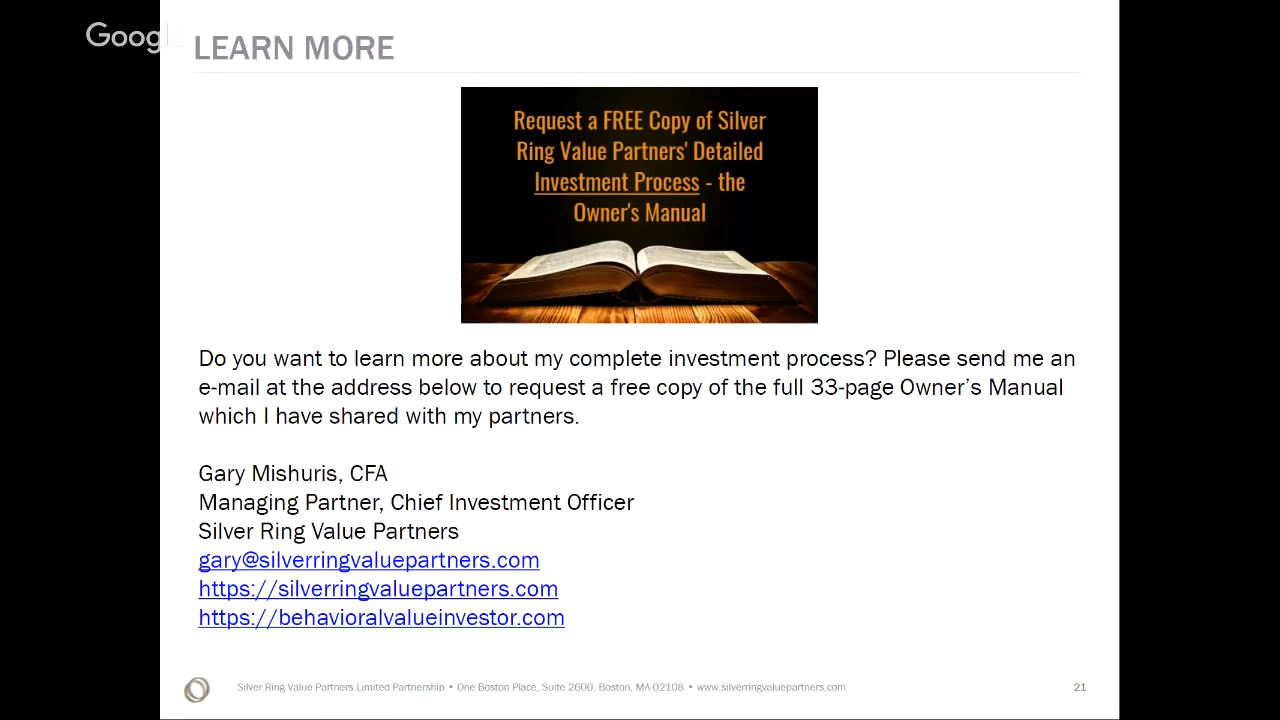 Google
LEARN MORE
Request a FREE Copy of Silver
Ring Value Partners' Detailed
Investment Process - the
Owner's Manual
Do you want to learn more about my complete investment process? Please send me an
e-mail at the address below to request a free copy of the full 33-page Owner’s Manual
which I have shared with my partners.
Gary Mishuris, CFA
Managing Partner, Chief Investment Officer
Silver Ring Value Partners
gary@silverringvaluepartners.com
https://silverringvaluepartners.com
https://behavioralvalueinvestor.com
Silver Ring Value Partners Limited Partnership • One Boston Place, Suite 2600, Boston, MA 02108 • www.silverringvaluepartners.com
21